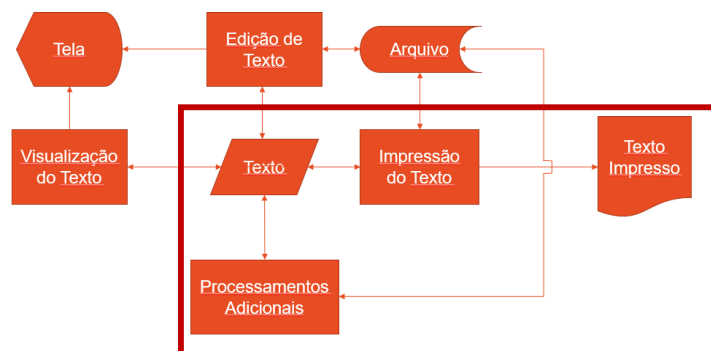 Tela
Edição de
Texto
Arquivo
Visualização
do Texto
Texto
Impressão
do Texto
Texto
Impresso
Processamentos
Adicionais